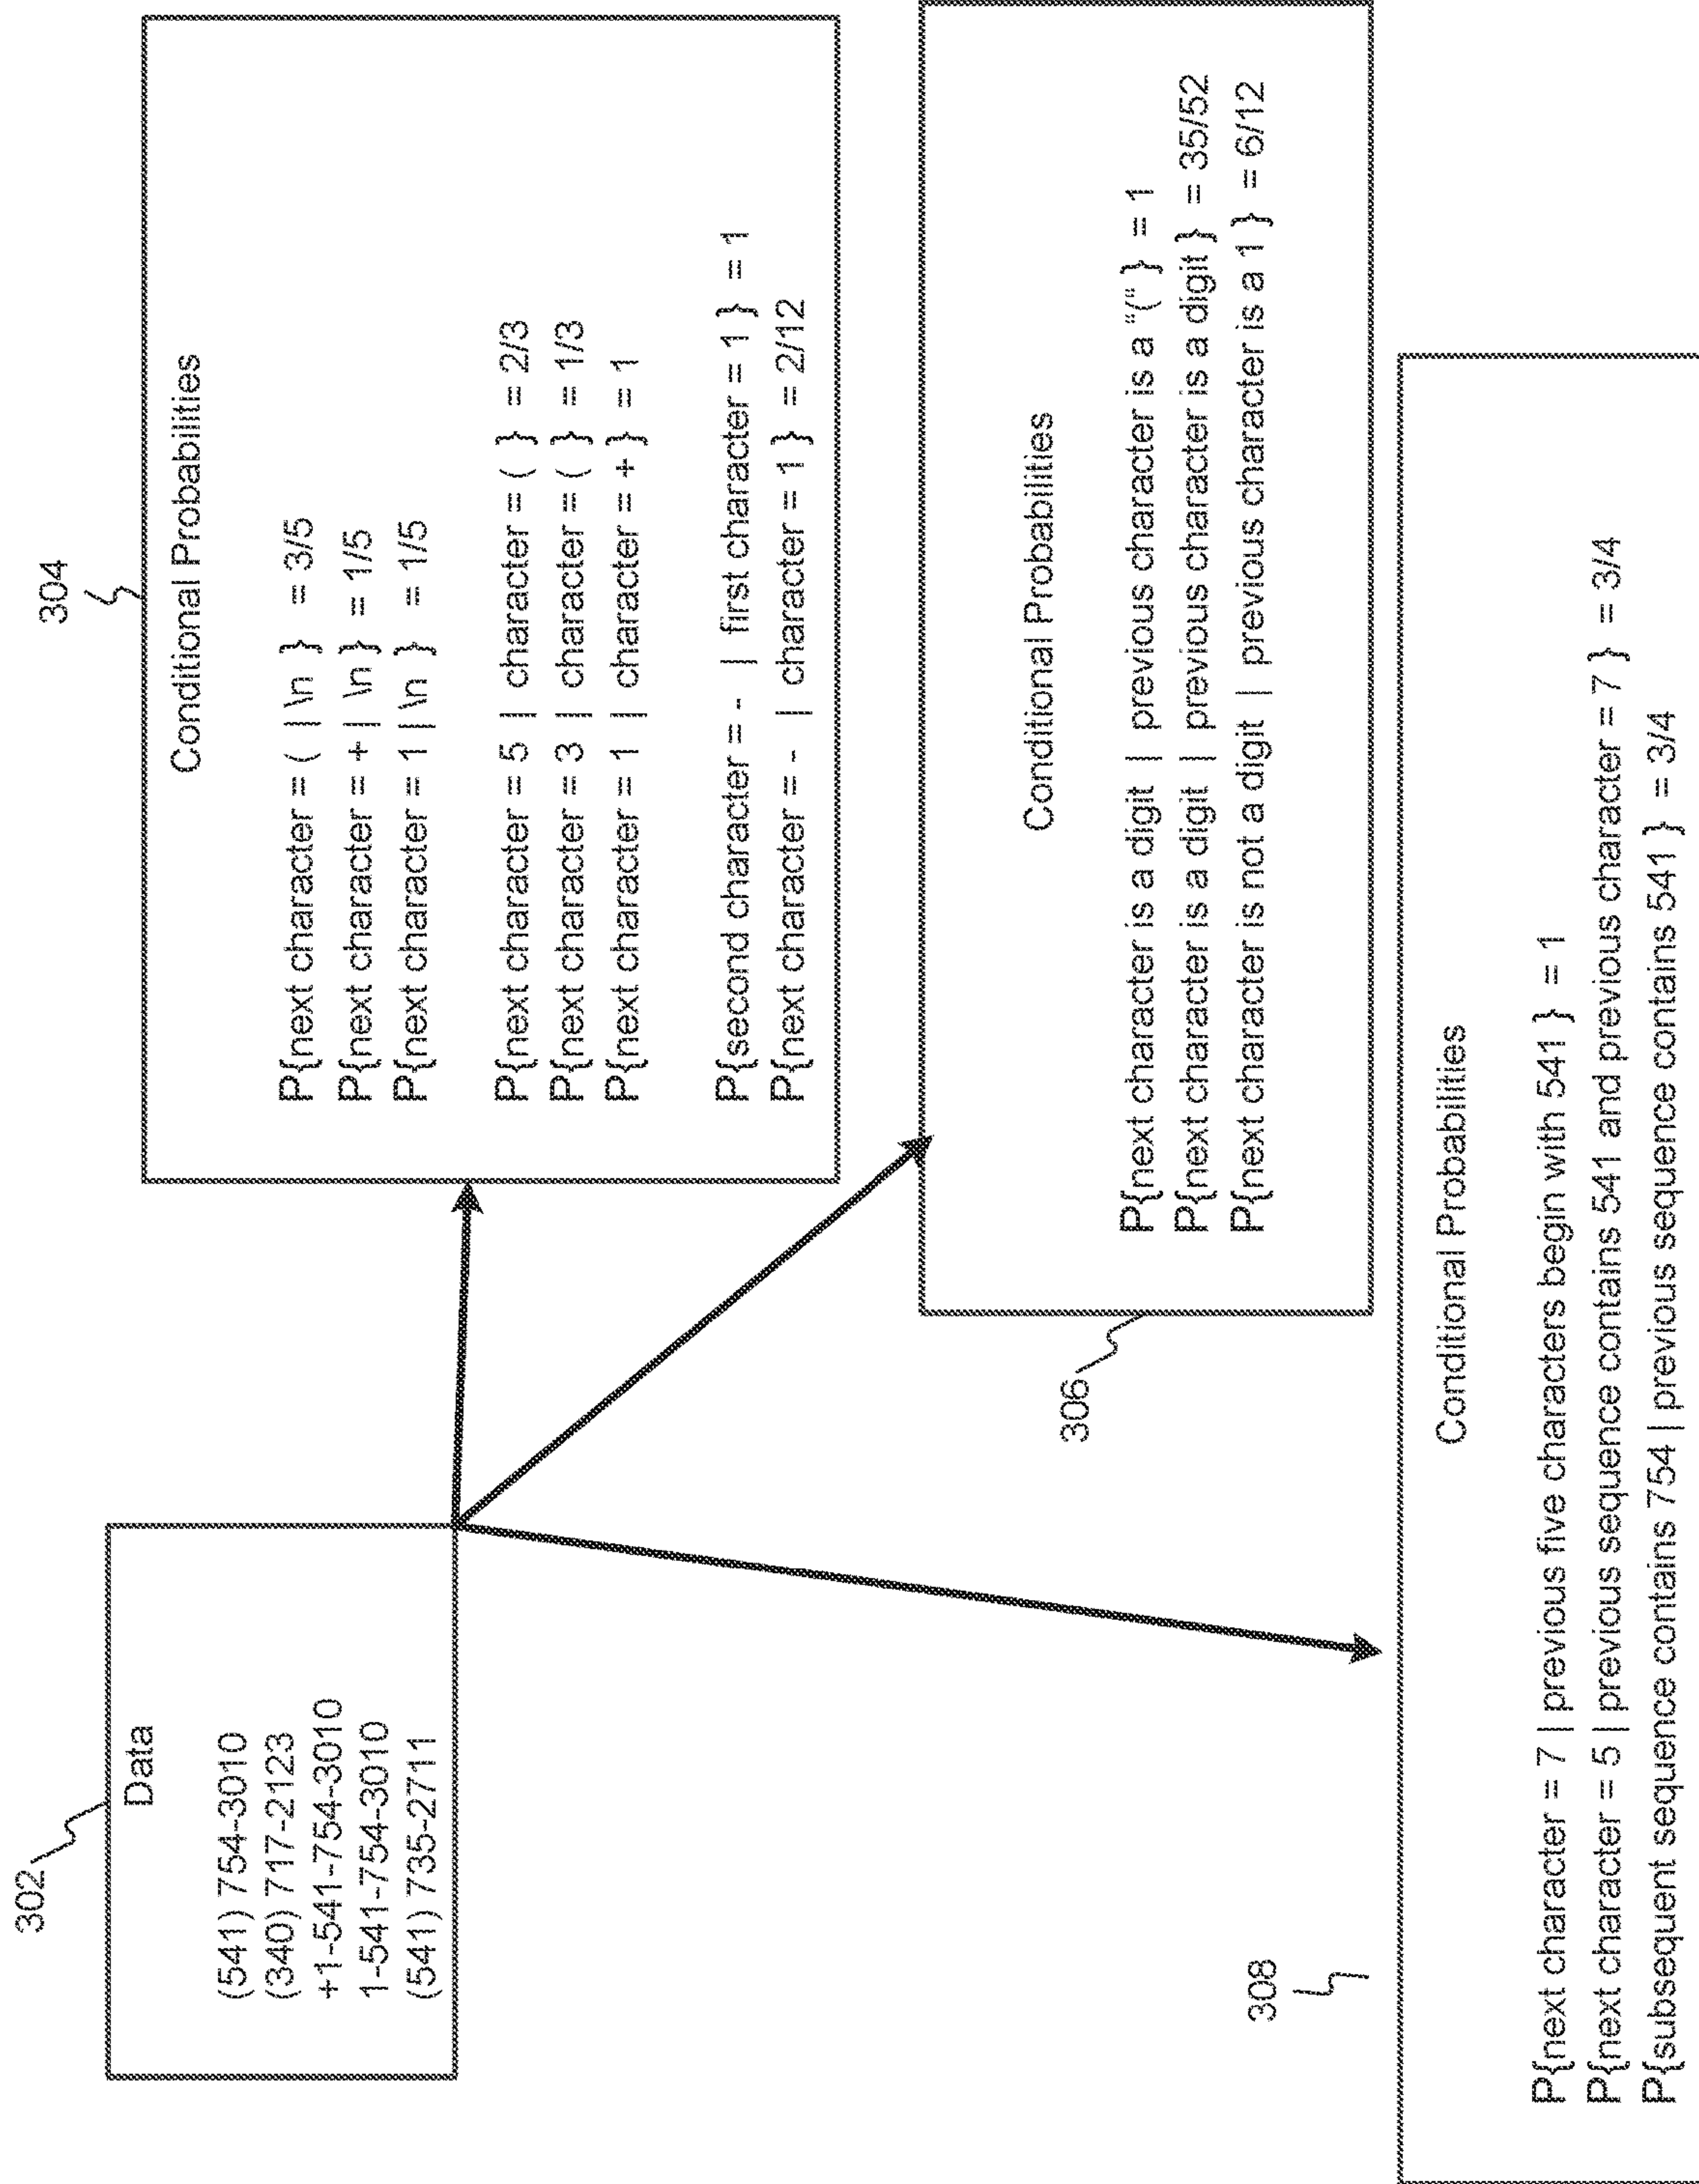 302
Data
(541) 754-3010
(340) 717-2123
+1-541-754-3010
1-541-754-3010
(541) 735-2711
304
Conditional Probabilities
P{next character = ( | \n } = 3/5
P{next character = + | \n } = 1/5
P{next character = 1 | \n } = 1/5
P{next character = 5 | character = ( } = 2/3
P{next character = 3 | character = ( } = 1/3
P{next character = 1 | character = + } = 1
P{second character = - | first character = 1 } = 1
P{next character = - | character = 1 } = 2/12
306
Conditional Probabilities
P{next character is a digit | previous character is a "(" } = 1
P{next character is a digit | previous character is a digit } = 35/52
P{next character is not a digit | previous character is a 1 } = 6/12
308
Conditional Probabilities
P{next character = 7 | previous five characters begin with 541 } = 1
P{next character = 5 | previous sequence contains 541 and previous character = 7 } = 3/4
P{subsequent sequence contains 754 | previous sequence contains 541 } = 3/4